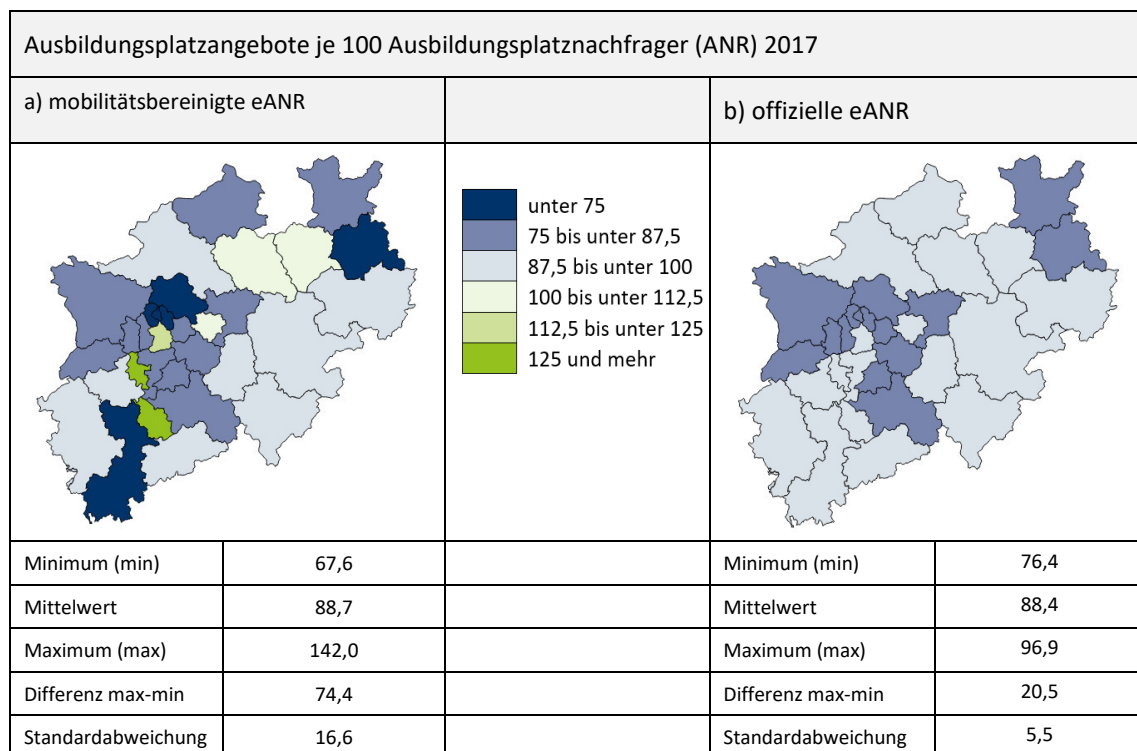 Ausbildungsplatzangebote je 100 Ausbildungsplatznachfrager (ANR) 2017
a) mobilitätsbereinigte eANR
b) offizielle eANR
unter 75
75 bis unter 87,5
87,5 bis unter 100
100 bis unter 112,5
112,5 bis unter 125
125 und mehr
Minimum (min) 67,6 Minimum (min) 76,4
Mittelwert 88,7 Mittelwert 88,4
Maximum (max) 142,0 Maximum (max) 96,9
Differenz max-min 74,4 Differenz max-min 20,5
Standardabweichung 16,6 Standardabweichung 5,5